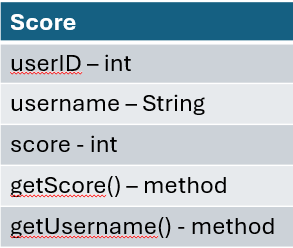 Score
userID – int
username – String
score - int
getScore() – method
getUsername() - method